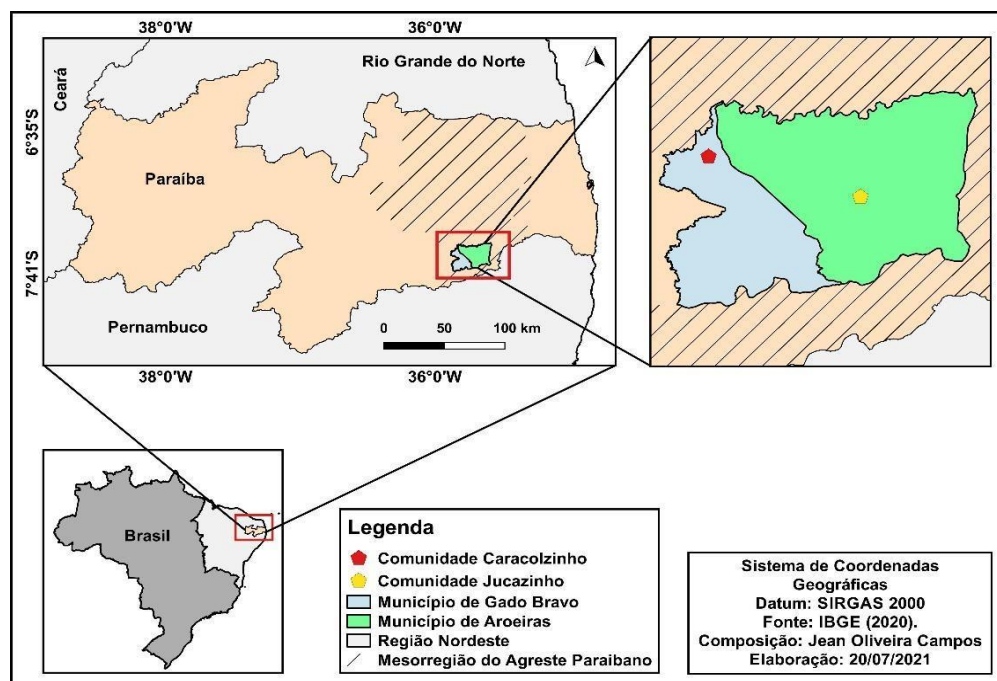 38°0'W
36°0'W
Rio Grande do Norte
Ceará
6°35'S
Paraíba
7°41'S
Pernambuco
0 50 100 km
38°0'W
36°0'W
Brasil
Legenda
Comunidade Caracolzinho
Comunidade Jucazinho
Município de Gado Bravo
Município de Aroeiras
Região Nordeste
Mesorregião do Agreste Paraibano
Sistema de Coordenadas
Geográficas
Datum: SIRGAS 2000
Fonte: IBGE (2020).
Composição: Jean Oliveira Campos
Elaboração: 20/07/2021